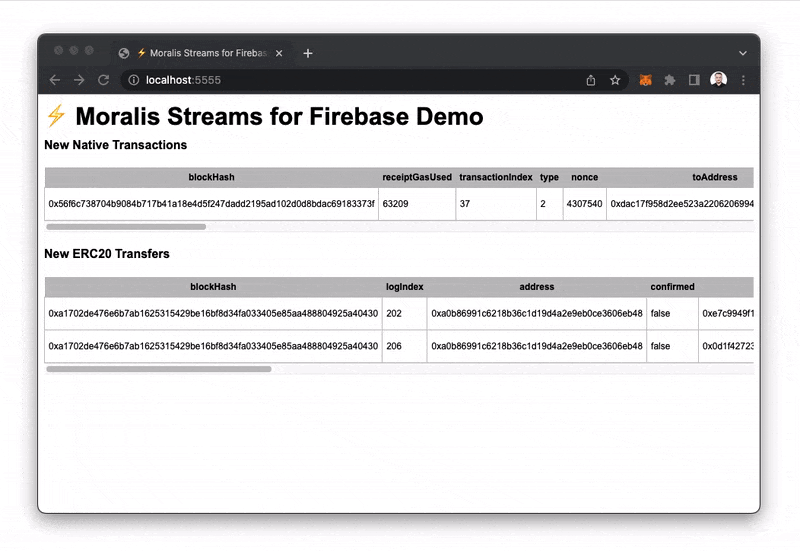 ⚡ Moralis Streams for Firebas
localhost:5555
⚡ Moralis Streams for Firebase Demo
New Native Transactions
blockHash receiptGasUsed transactionIndex type nonce toAddress
0x56f6c738704b9084b717b41a18e4d5f247dadd2195ad102d0d8bdac69183373f 63209 37 2 4307540 0xdac17f958d2ee523a2206206994
New ERC20 Transfers
blockHash logIndex address confirmed
0xa1702de476e6b7ab1625315429be16bf8d34fa033405e85aa488804925a40430 202 0xa0b86991c6218b36c1d19d4a2e9eb0ce3606eb48 false 0xe7c9949f1
0xa1702de476e6b7ab1625315429be16bf8d34fa033405e85aa488804925a40430 206 0xa0b86991c6218b36c1d19d4a2e9eb0ce3606eb48 false 0x0d1f42723